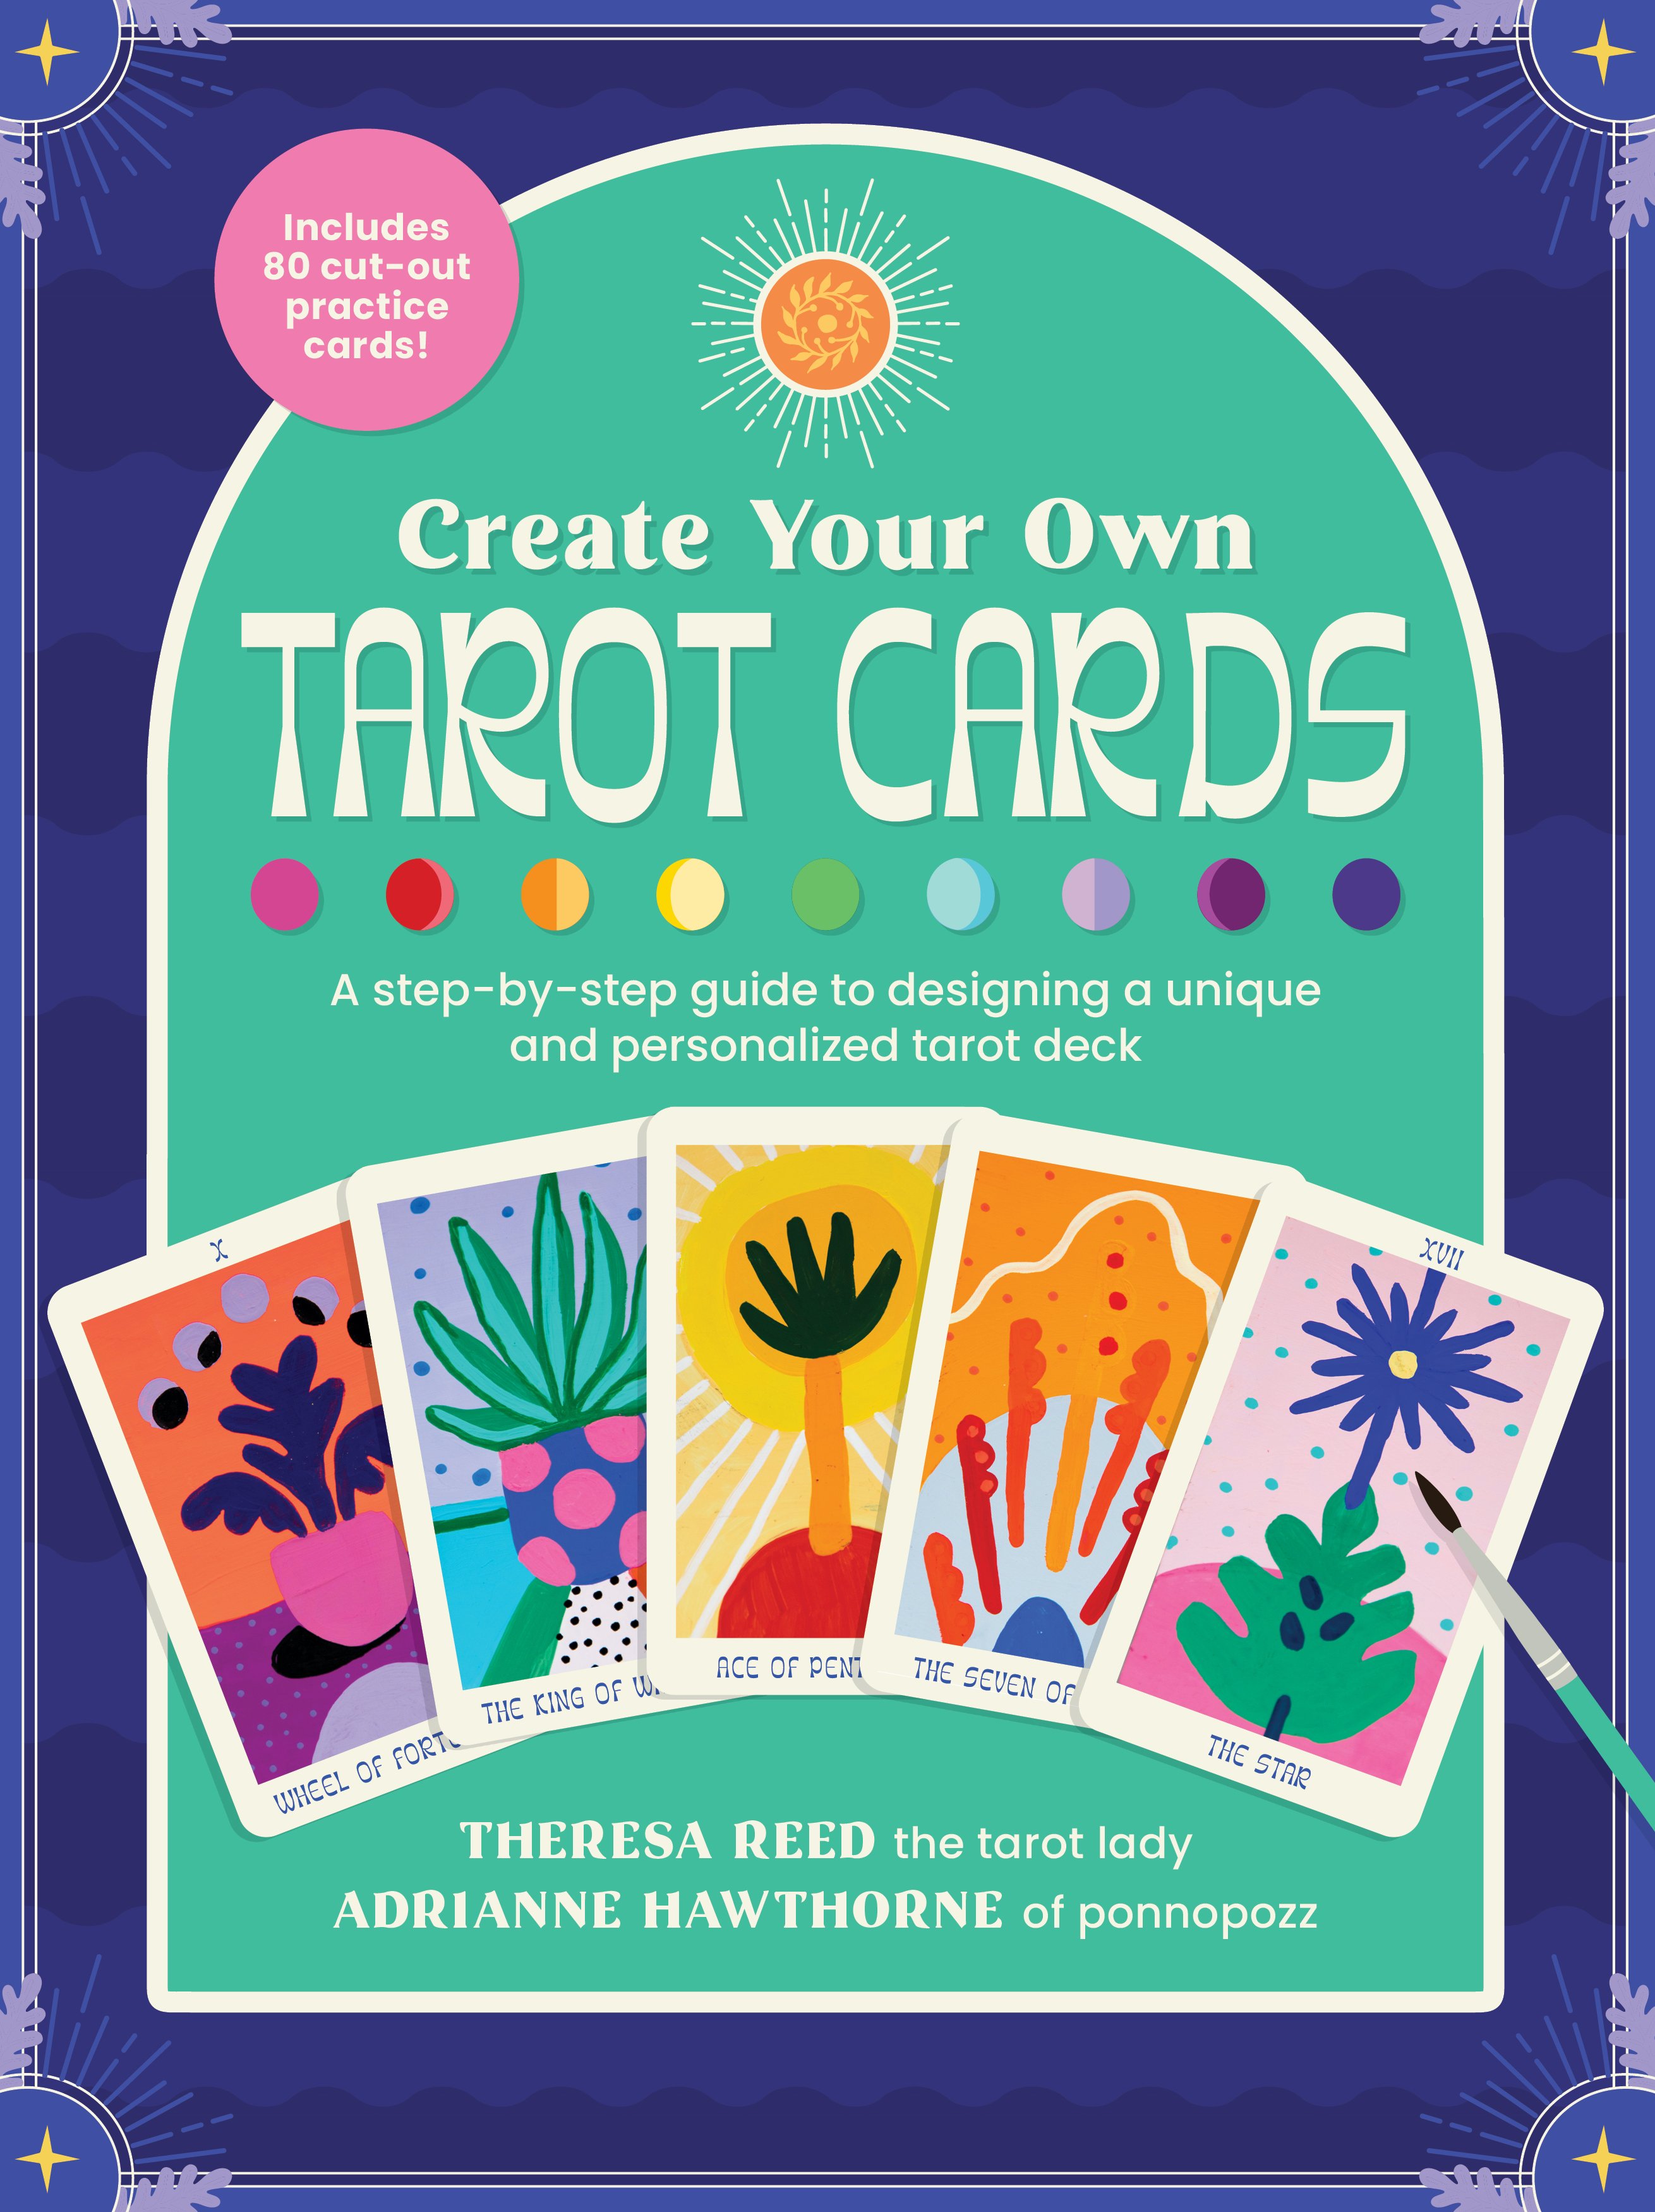 Includes
80 cut-out
practice
cards!
Create Your Own
TAROT CARDS
A step-by-step guide to designing a unique
and personalized tarot deck
X
WHEEL OF
THE KING OF
ACE OF
THE SEVEN OF
XVII
THE STAR
THERESA REED the tarot lady
ADRIANNE HAWTHORNE of ponnopozz